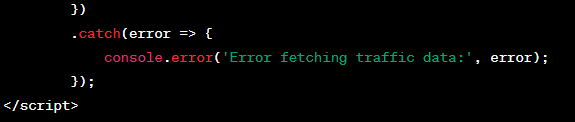 })
.catch(error => {
console.error('Error fetching traffic data:', error);
});
</script>